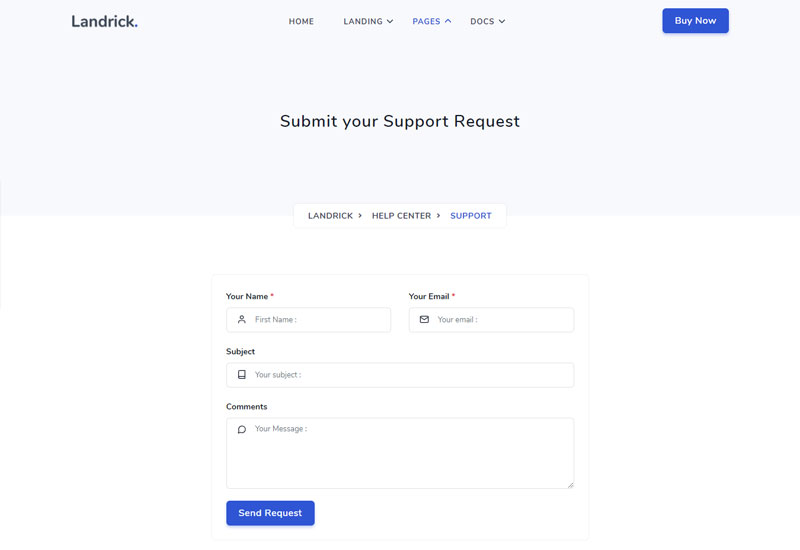 Landrick.
HOME LANDING PAGES DOCS
Buy Now
Submit your Support Request
LANDRICK > HELP CENTER > SUPPORT
Your Name * Your Email *
First Name : Your email :
Subject
Your subject :
Comments
Your Message :
Send Request